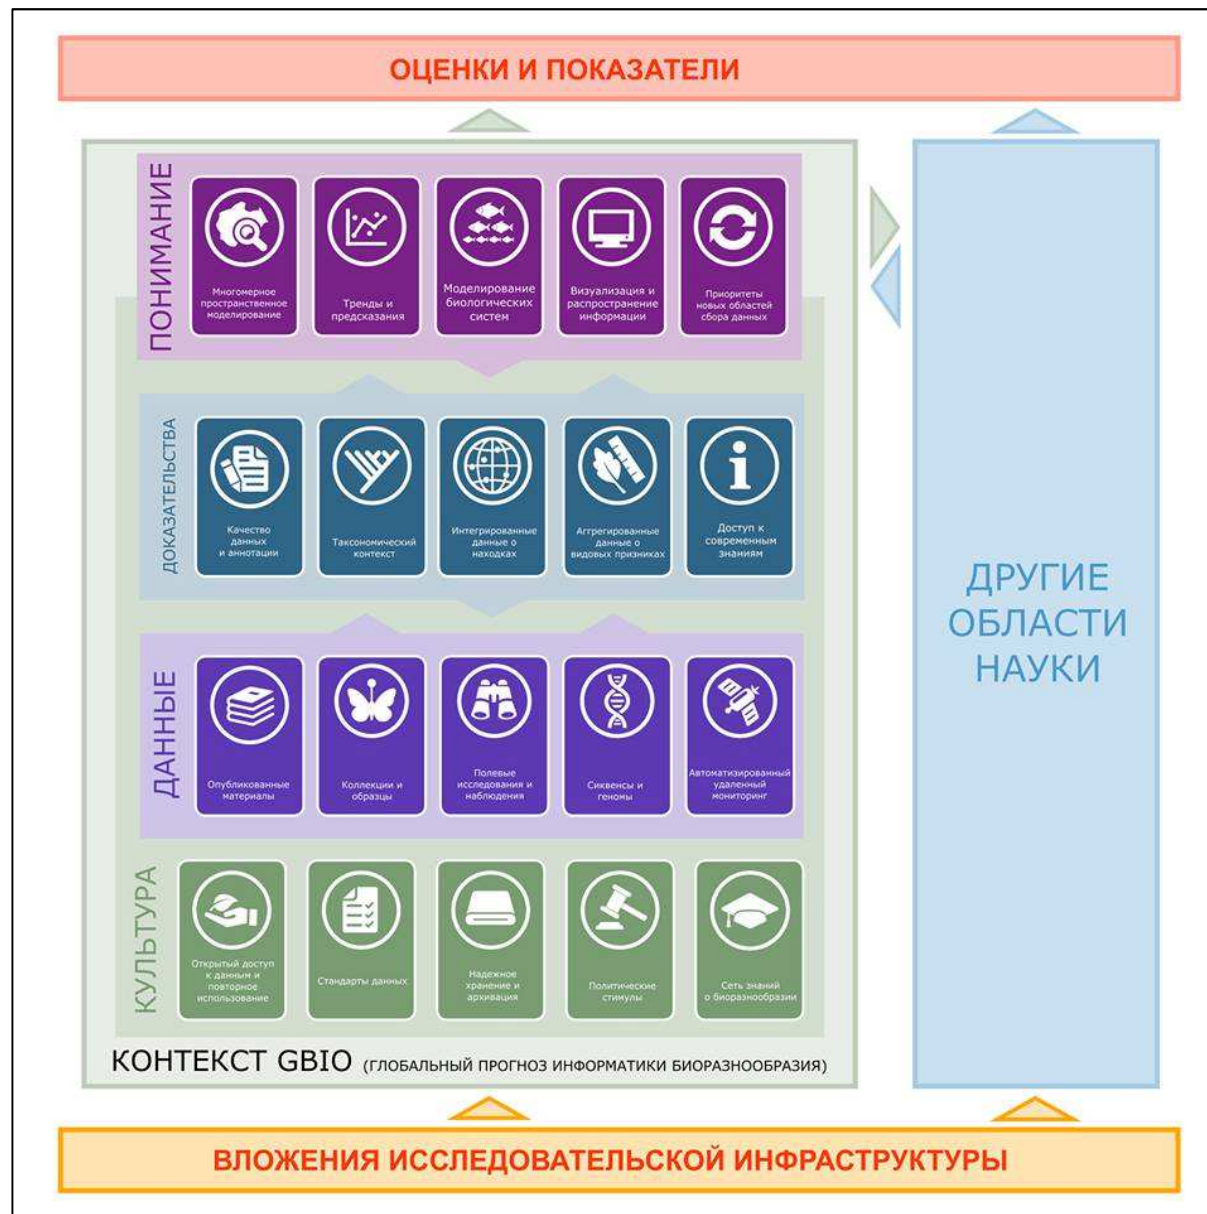 ОЦЕНКИ И ПОКАЗАТЕЛИ
ПОНИМАНИЕ
Многомерное
пространственное
моделирование
Тренды и
предсказания
Моделирование
биологических
систем
Визуализация и
распространение
информации
Приоритеты
новых областей
сбора данных
ДОКАЗАТЕЛЬСТВА
Качество
данных
и аннотации
Таксономический
контекст
Интегрированные
данные о
находках
Аггрегированные
данные о
видовых призниках
Доступ к
современным
знаниям
ДАННЫЕ
Опубликованные
материалы
Коллекции и
образцы
Полевые
исследования и
наблюдения
Сиквенсы и
геномы
Автоматизированный
удаленный
мониторинг
КУЛЬТУРА
Открытый доступ
к данным и
повторное
использование
Стандарты данных
Надежное
хранение и
архивация
Политические
стимулы
Сеть знаний
о биоразнообразии
КОНТЕКСТ GBIO (ГЛОБАЛЬНЫЙ ПРОГНОЗ ИНФОРМАТИКИ БИОРАЗНООБРАЗИЯ)
ДРУГИЕ
ОБЛАСТИ
НАУКИ
ВЛОЖЕНИЯ ИССЛЕДОВАТЕЛЬСКОЙ ИНФРАСТРУКТУРЫ